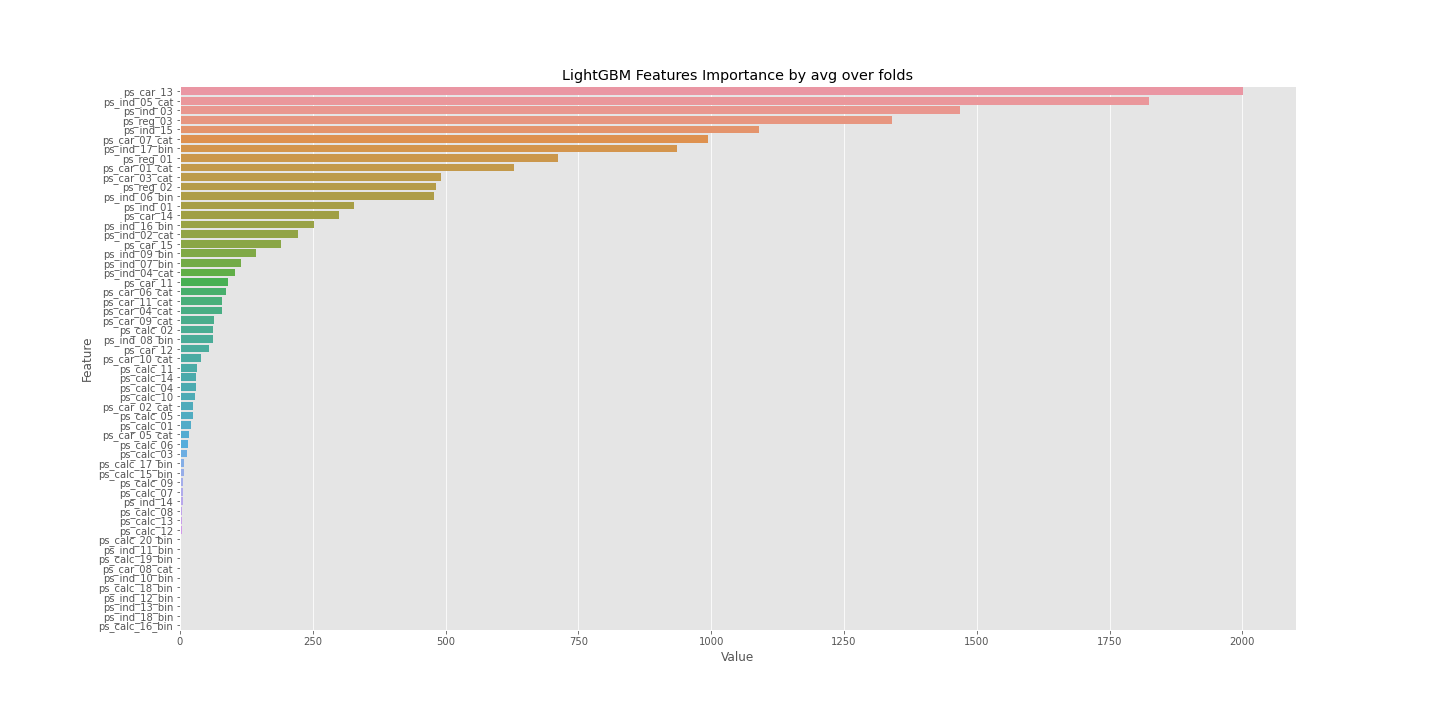 LightGBM Features Importance by avg over folds
ps_car_13
ps_ind_05_cat
ps_ind_03
ps_reg_03
ps_ind_15
ps_car_07_cat
ps_ind_17_bin
ps_reg_01
ps_car_01_cat
ps_car_03_cat
ps_reg_02
ps_ind_06_bin
ps_ind_01
ps_car_14
ps_ind_16_bin
ps_ind_02_cat
ps_car_15
ps_ind_09_bin
ps_ind_07_bin
ps_ind_04_cat
ps_car_11
ps_car_06_cat
ps_car_11_cat
ps_car_04_cat
ps_car_09_cat
ps_calc_02
ps_ind_08_bin
ps_car_12
ps_car_10_cat
ps_calc_11
ps_calc_14
ps_calc_04
ps_calc_10
ps_car_02_cat
ps_calc_05
ps_calc_01
ps_car_05_cat
ps_calc_06
ps_calc_03
ps_calc_17_bin
ps_calc_15_bin
ps_calc_09
ps_calc_07
ps_ind_14
ps_calc_08
ps_calc_13
ps_calc_12
ps_calc_20_bin
ps_ind_11_bin
ps_calc_19_bin
ps_car_08_cat
ps_ind_10_bin
ps_calc_18_bin
ps_ind_12_bin
ps_ind_13_bin
ps_ind_18_bin
ps_calc_16_bin
Feature
0 250 500 750 1000 1250 1500 1750 2000
Value